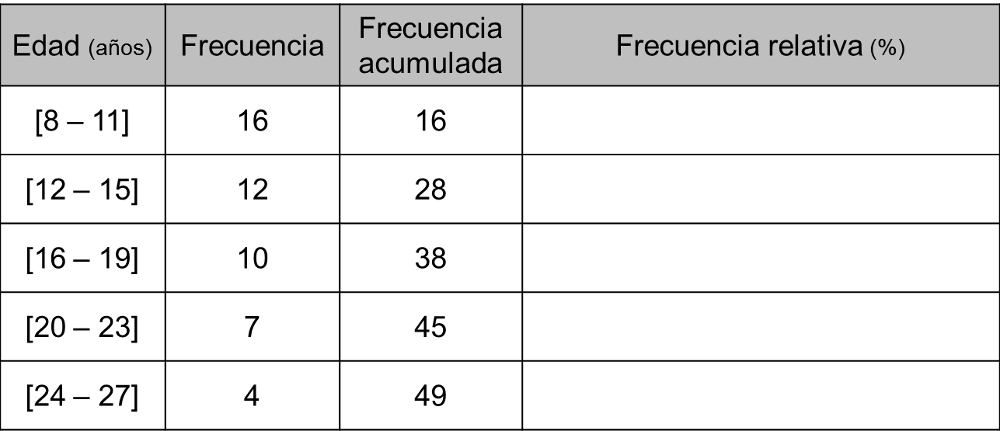 Edad (años) Frecuencia Frecuencia acumulada Frecuencia relativa (%)
[8 – 11] 16 16
[12 – 15] 12 28
[16 – 19] 10 38
[20 – 23] 7 45
[24 – 27] 4 49